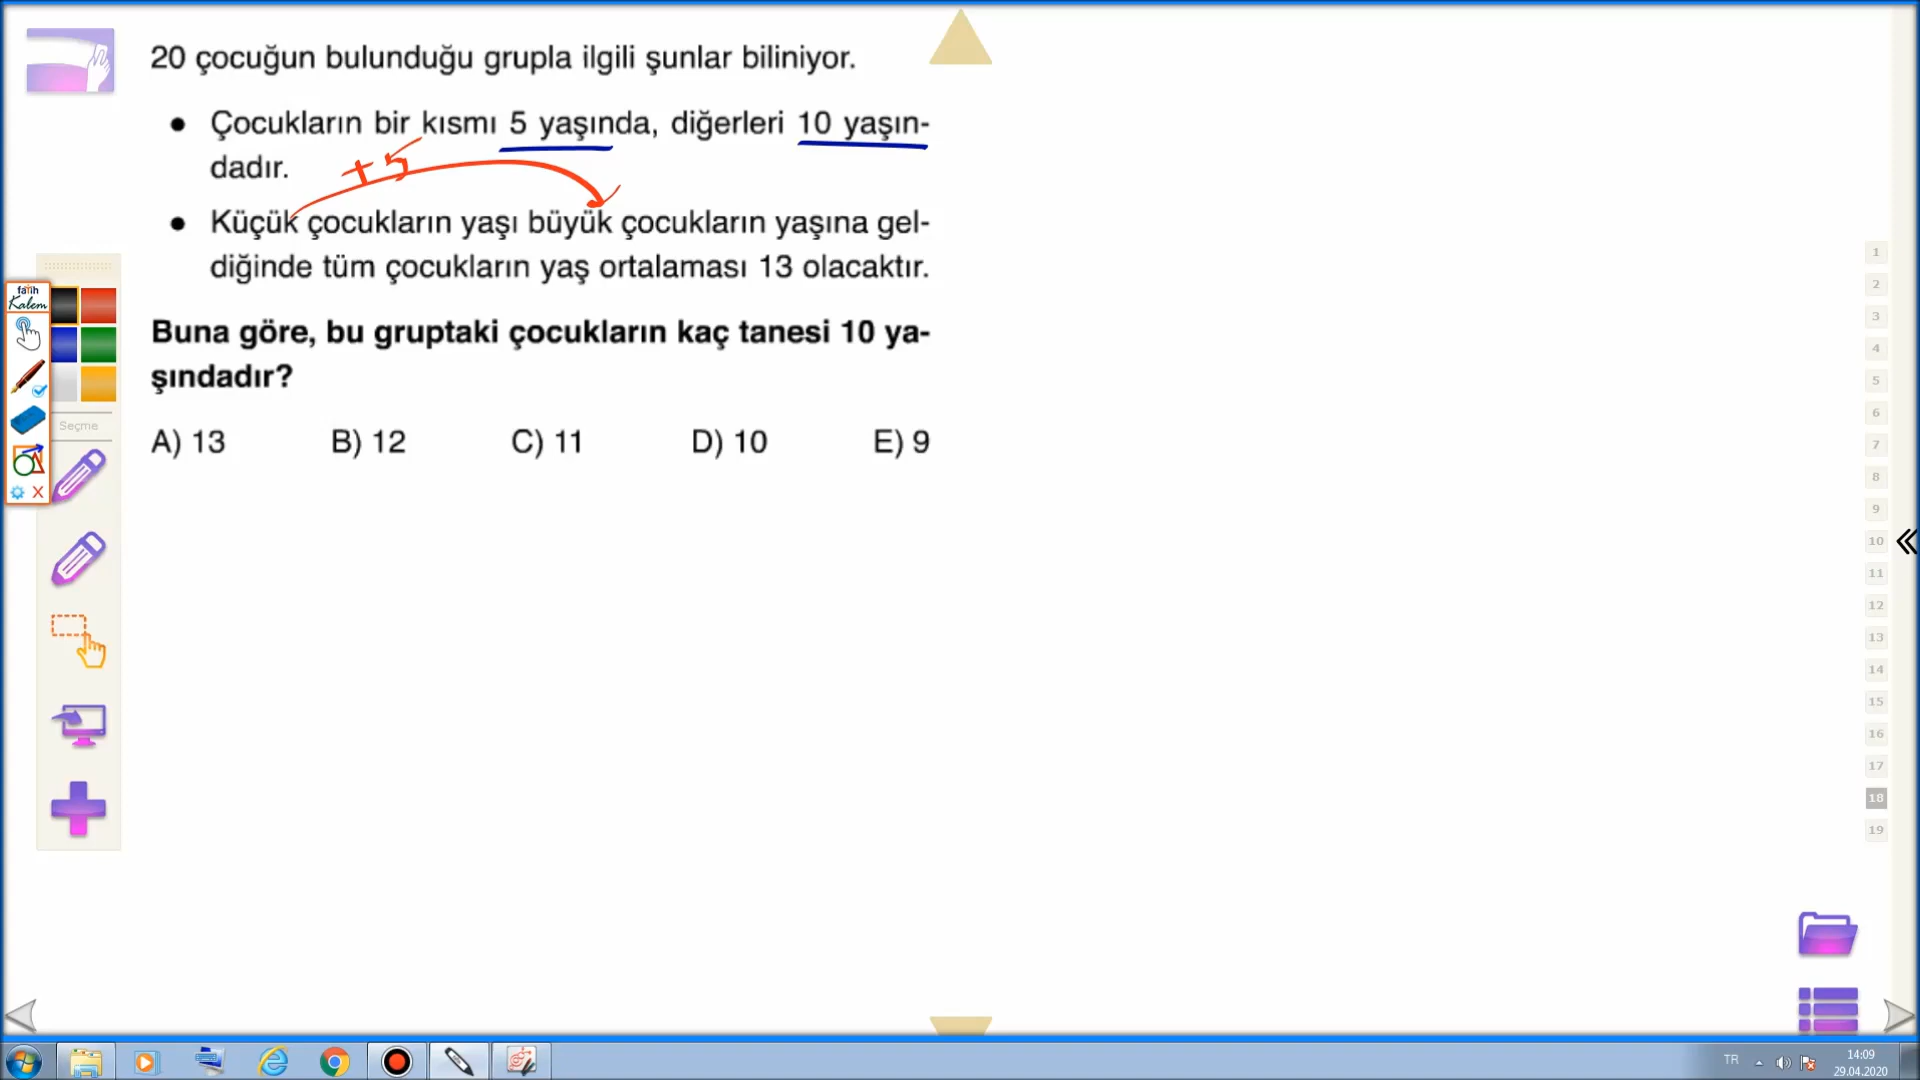 20 çocuğun bulunduğu grupla ilgili şunlar biliniyor.
● Çocukların bir kısmı 5 yaşında, diğerleri 10 yaşın-
dadır.
+5
● Küçük çocukların yaşı büyük çocukların yaşına gel-
diğinde tüm çocukların yaş ortalaması 13 olacaktır.
Buna göre, bu gruptaki çocukların kaç tanesi 10 ya-
şındadır?
A) 13 B) 12 C) 11 D) 10 E) 9
fatih
Kalem
Seçme
X
1
2
3
4
5
6
7
8
9
10
11
12
13
14
15
16
17
18
19
TR
14:09
29.04.2020